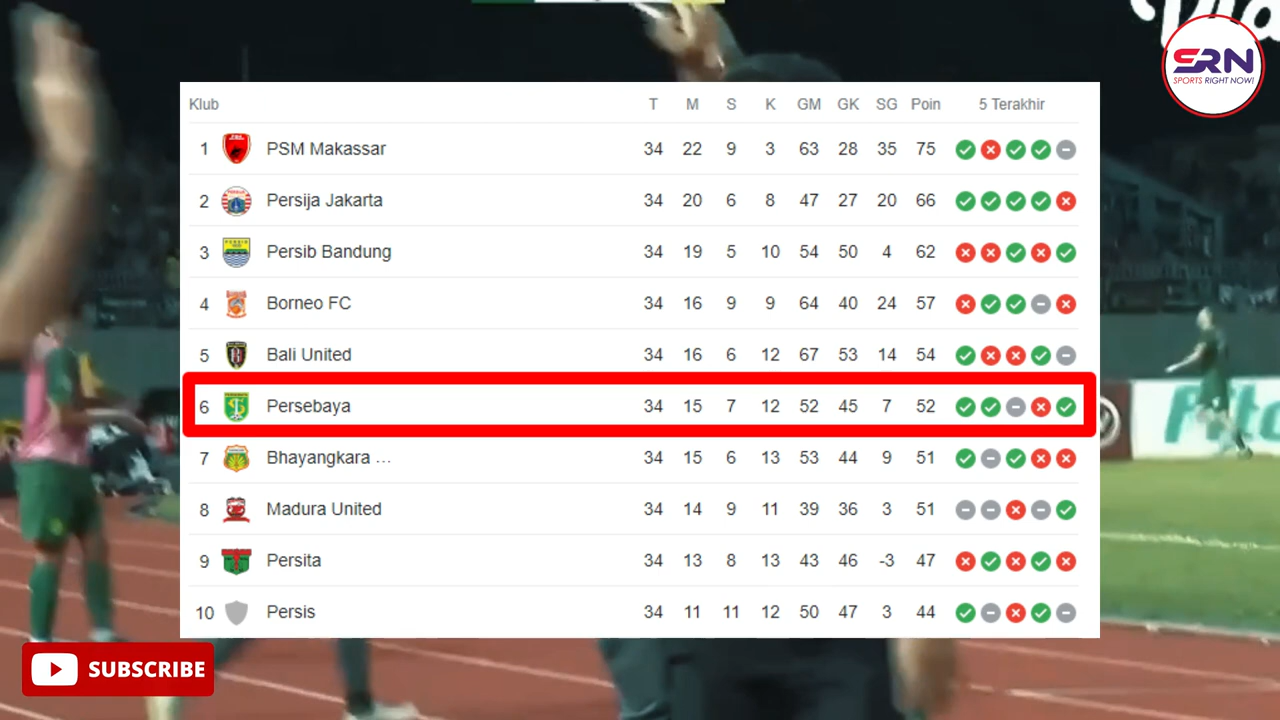 SRN
SPORTS RIGHT NOW!
Klub T M S K GM GK SG Poin 5 Terakhir
1 PSM Makassar 34 22 9 3 63 28 35 75
2 Persija Jakarta 34 20 6 8 47 27 20 66
3 Persib Bandung 34 19 5 10 54 50 4 62
4 Borneo FC 34 16 9 9 64 40 24 57
5 Bali United 34 16 6 12 67 53 14 54
6 Persebaya 34 15 7 12 52 45 7 52
7 Bhayangkara ... 34 15 6 13 53 44 9 51
8 Madura United 34 14 9 11 39 36 3 51
9 Persita 34 13 8 13 43 46 -3 47
10 Persis 34 11 11 12 50 47 3 44
SUBSCRIBE